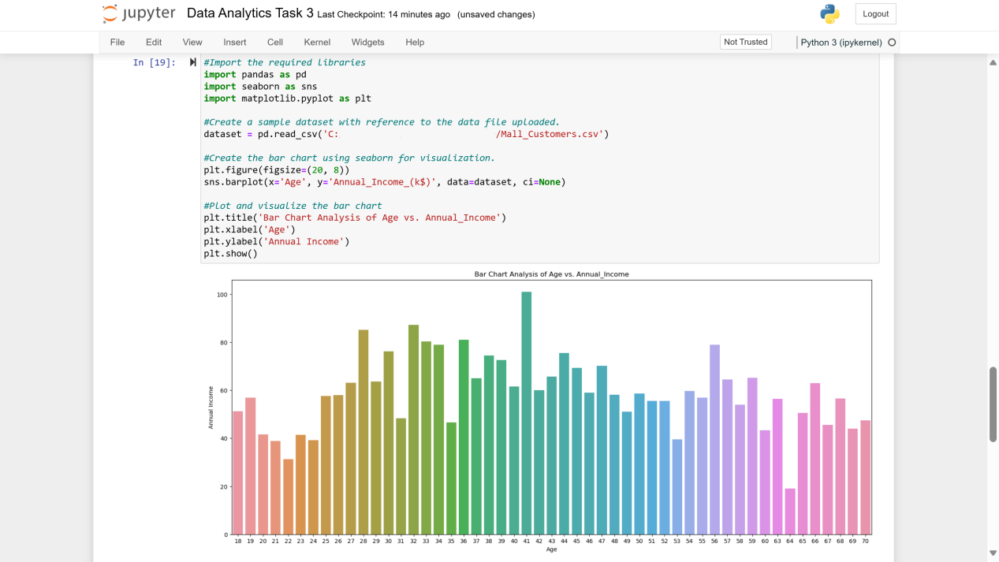 jupyter Data Analytics Task 3 Last Checkpoint: 14 minutes ago (unsaved changes)
Logout
File Edit View Insert Cell Kernel Widgets Help
Not Trusted
Python 3 (ipykernel)
In [19]:
#Import the required libraries
import pandas as pd
import seaborn as sns
import matplotlib.pyplot as plt
#Create a sample dataset with reference to the data file uploaded.
dataset = pd.read_csv('C: /Mall_Customers.csv')
#Create the bar chart using seaborn for visualization.
plt.figure(figsize=(20, 8))
sns.barplot(x='Age', y='Annual_Income_(k$)', data=dataset, ci=None)
#Plot and visualize the bar chart
plt.title('Bar Chart Analysis of Age vs. Annual_Income')
plt.xlabel('Age')
plt.ylabel('Annual Income')
plt.show()
Bar Chart Analysis of Age vs. Annual_Income
100
80
60
40
20
0
Annual Income
18 19 20 21 22 23 24 25 26 27 28 29 30 31 32 33 34 35 36 37 38 39 40 41 42 43 44 45 46 47 48 49 50 51 52 53 54 55 56 57 58 59 60 63 64 65 66 67 68 69 70
Age